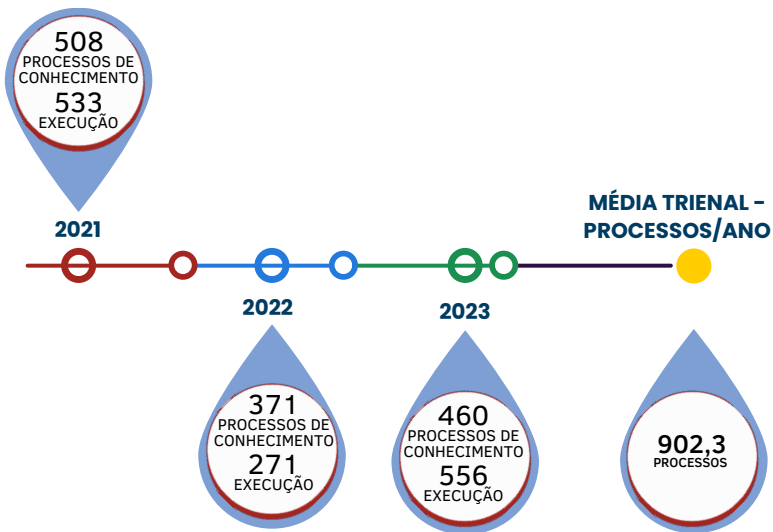 508
PROCESSOS DE
CONHECIMENTO
533
EXECUÇÃO
2021
2022
371
PROCESSOS DE
CONHECIMENTO
271
EXECUÇÃO
2023
460
PROCESSOS DE
CONHECIMENTO
556
EXECUÇÃO
MÉDIA TRIENAL –
PROCESSOS/ANO
902,3
PROCESSOS